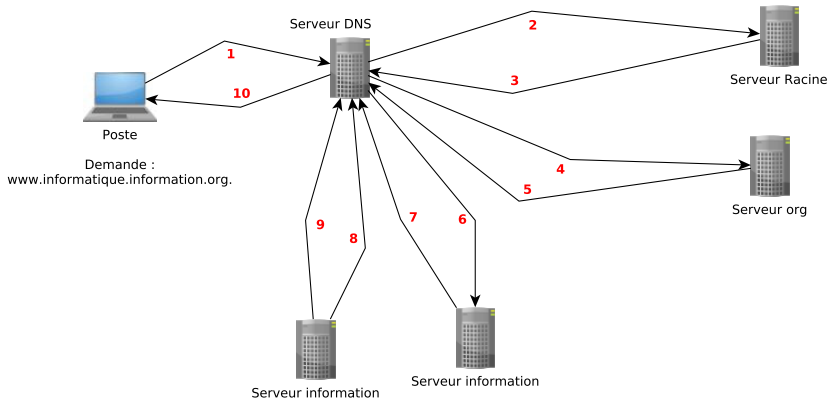 Serveur DNS
2
1
3
Serveur Racine
10
Poste
Demande :
www.informatique.information.org.
4
5
Serveur org
9
8
7
6
Serveur information
Serveur information